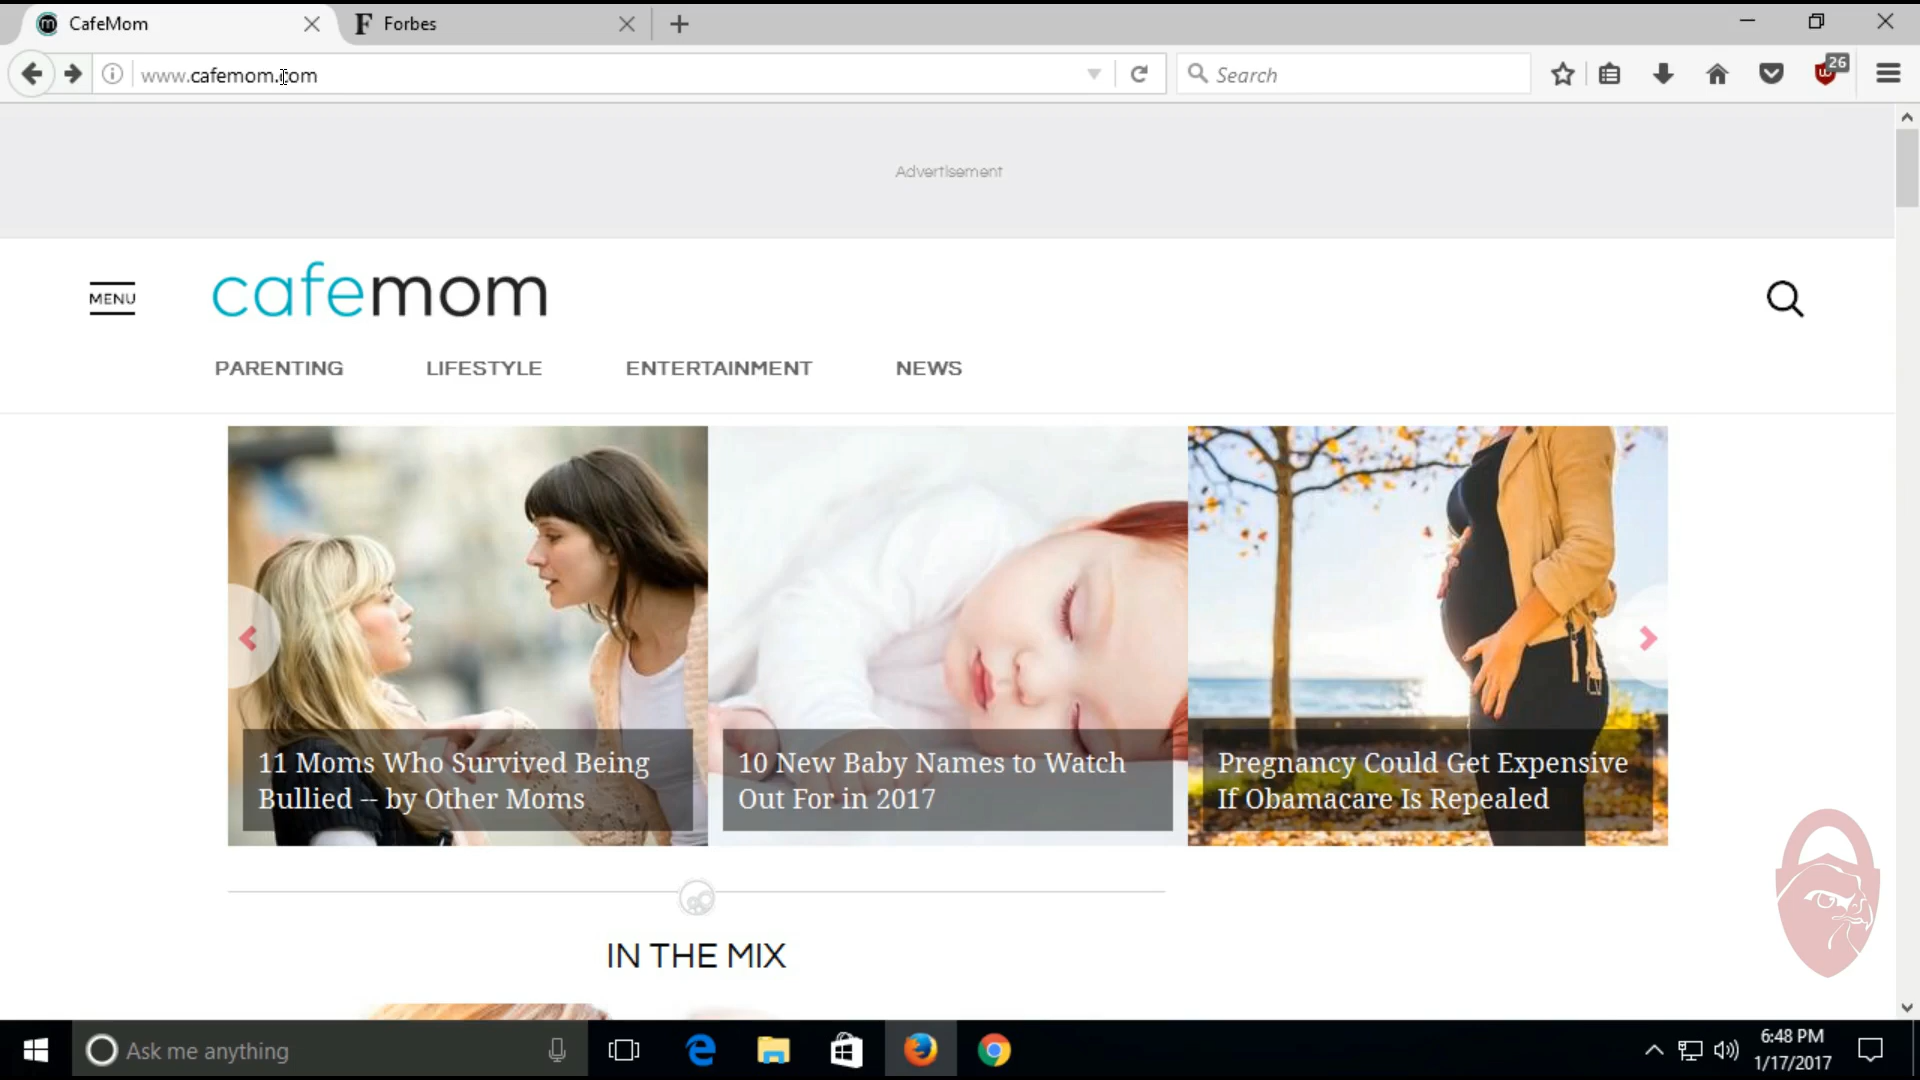 CafeMom
F Forbes
www.cafemom.com
Search
26
Advertisement
MENU
cafemom
PARENTING LIFESTYLE ENTERTAINMENT NEWS
11 Moms Who Survived Being
Bullied -- by Other Moms
10 New Baby Names to Watch
Out For in 2017
Pregnancy Could Get Expensive
If Obamacare Is Repealed
IN THE MIX
Ask me anything
6:48 PM
1/17/2017